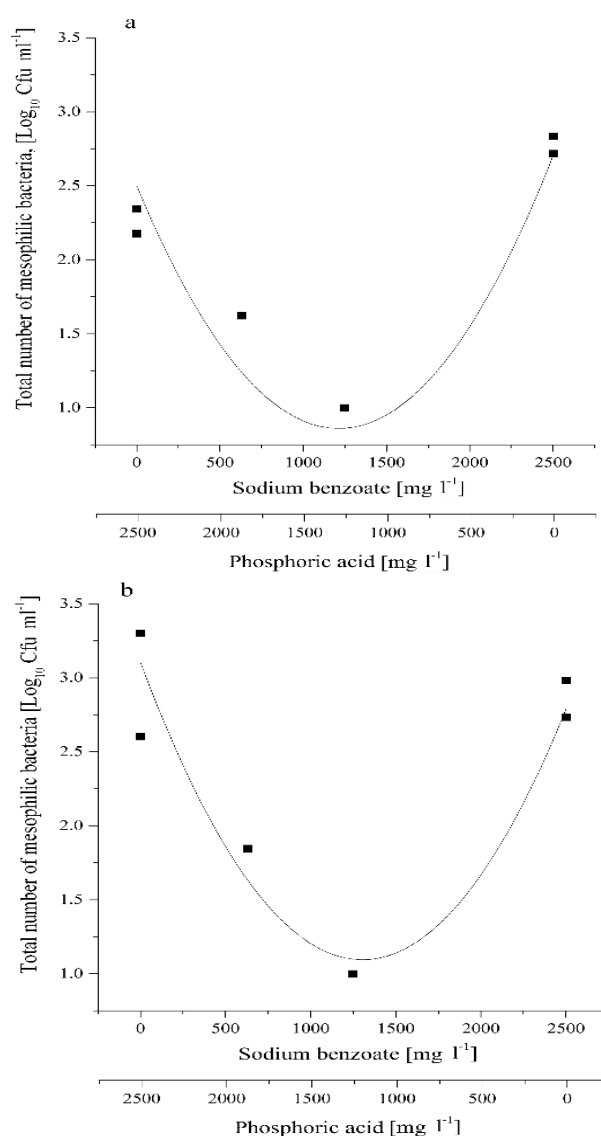 a
Total number of mesophilic bacteria, [Log10 Cfu ml-1]
3.5
3.0
2.5
2.0
1.5
1.0
0 500 1000 1500 2000 2500
Sodium benzoate [mg l-1]
2500 2000 1500 1000 500 0
Phosphoric acid [mg l-1]
b
Total number of mesophilic bacteria [Log10 Cfu ml-1]
3.5
3.0
2.5
2.0
1.5
1.0
0 500 1000 1500 2000 2500
Sodium benzoate [mg l-1]
2500 2000 1500 1000 500 0
Phosphoric acid [mg l-1]